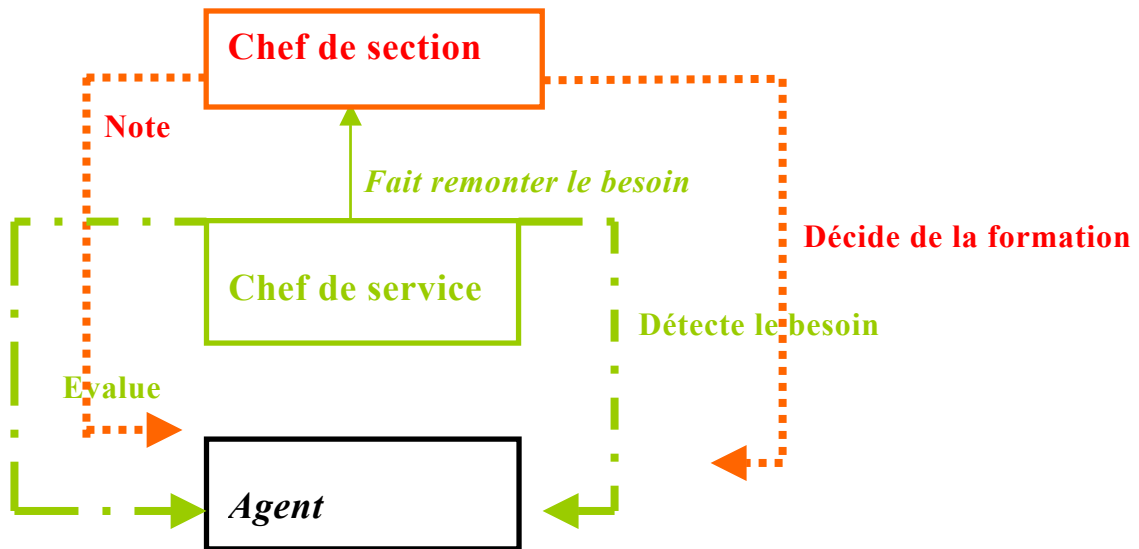 Chef de section
Note
Fait remonter le besoin
Décide de la formation
Chef de service
Détecte le besoin
Evalue
Agent